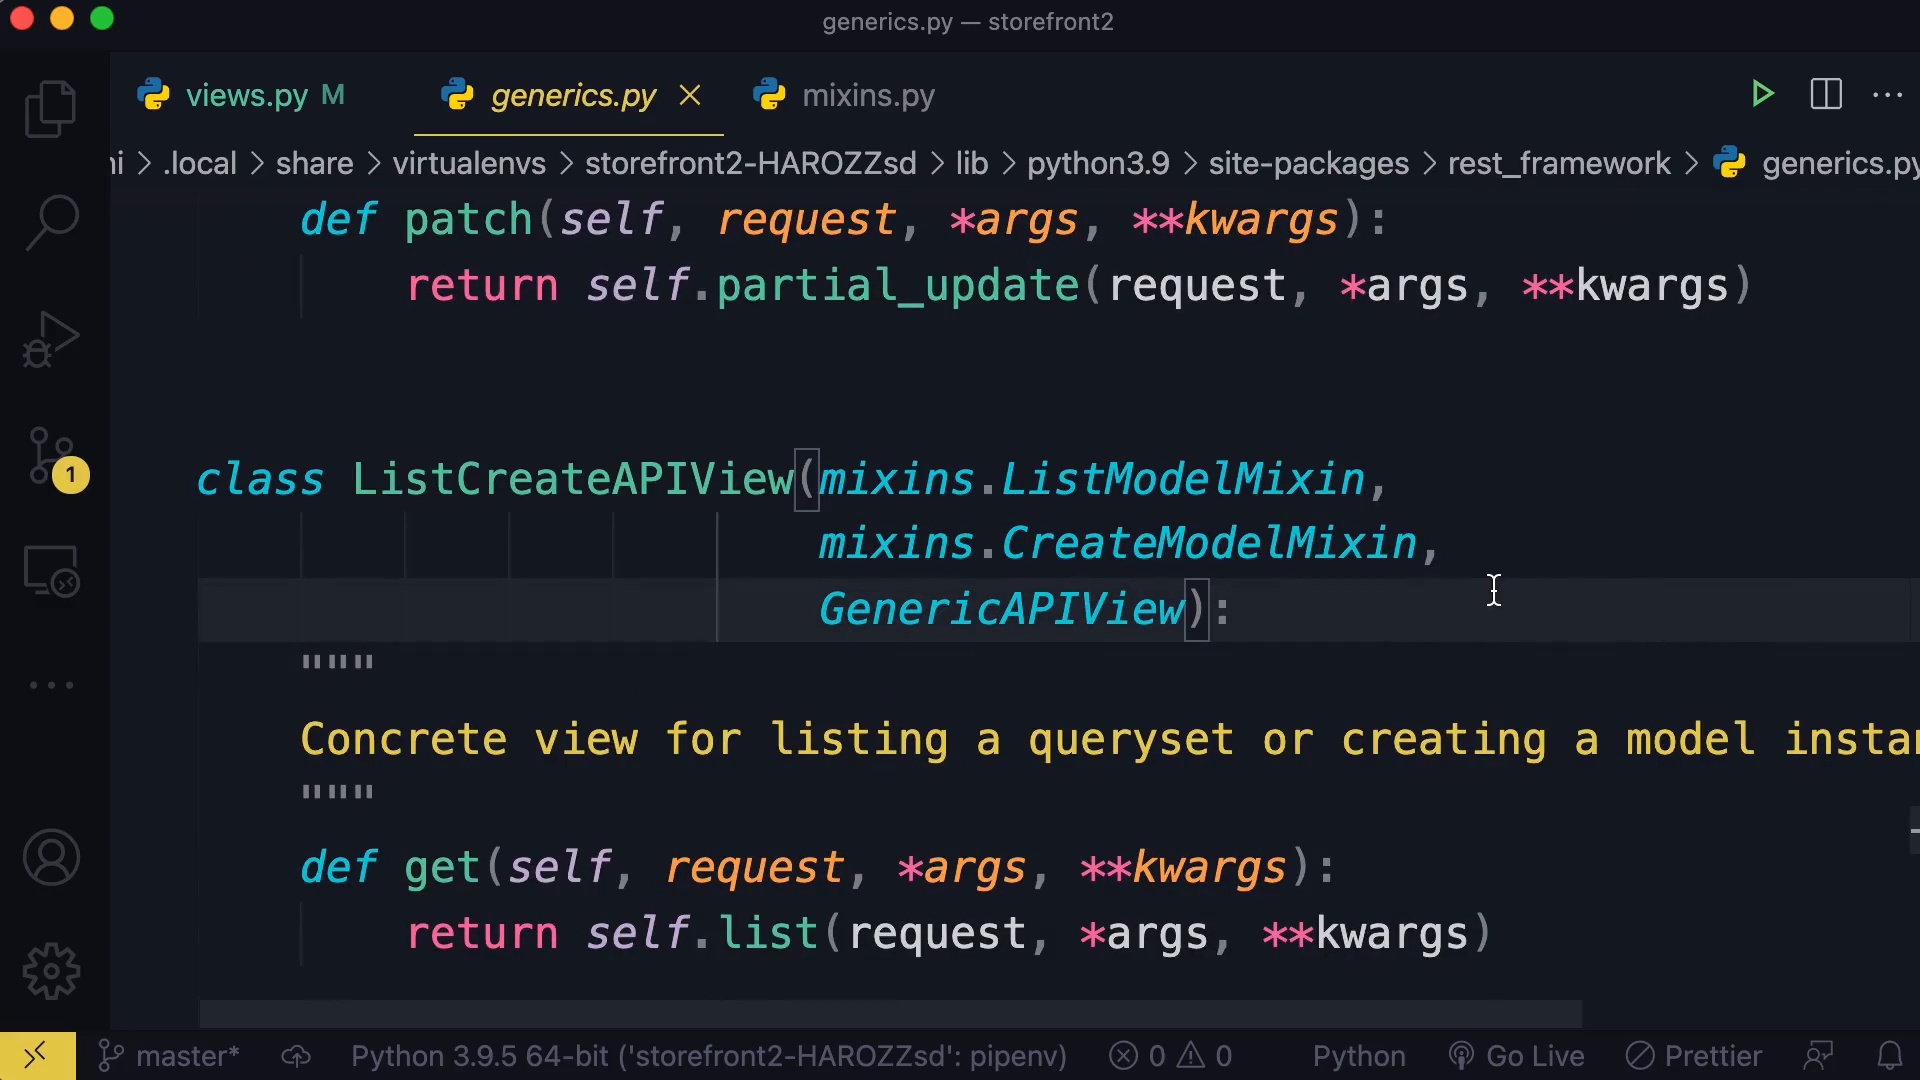 generics.py — storefront2
views.py M generics.py mixins.py
.local > share > virtualenvs > storefront2-HAROZZsd > lib > python3.9 > site-packages > rest_framework > generics.py
def patch(self, request, *args, **kwargs):
return self.partial_update(request, *args, **kwargs)
class ListCreateAPIView(mixins.ListModelMixin,
mixins.CreateModelMixin,
GenericAPIView):
"""
Concrete view for listing a queryset or creating a model instan
"""
def get(self, request, *args, **kwargs):
return self.list(request, *args, **kwargs)
1
master* Python 3.9.5 64-bit ('storefront2-HAROZZsd': pipenv) 0 0 Python Go Live Prettier